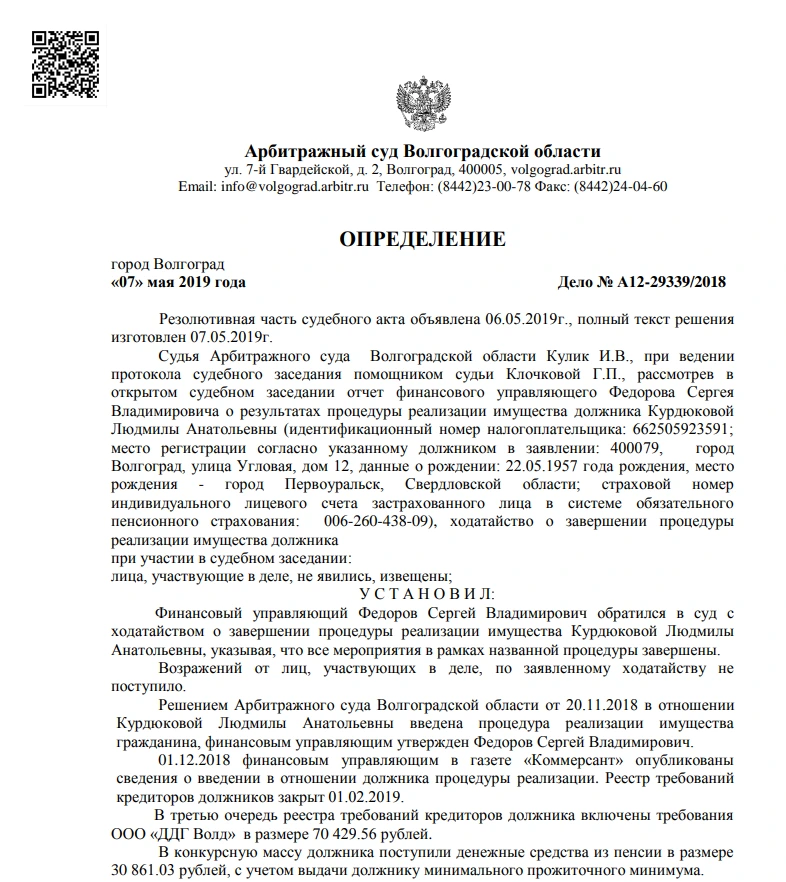 Арбитражный суд Волгоградской области
ул. 7-й Гвардейской, д. 2, Волгоград, 400005, volgograd.arbitr.ru
Email: info@volgograd.arbitr.ru Телефон: (8442)23-00-78 Факс: (8442)24-04-60
ОПРЕДЕЛЕНИЕ
город Волгоград
«07» мая 2019 года Дело № А12-29339/2018
Резолютивная часть судебного акта объявлена 06.05.2019г., полный текст решения
изготовлен 07.05.2019г.
Судья Арбитражного суда Волгоградской области Кулик И.В., при ведении
протокола судебного заседания помощником судьи Клочковой Г.П., рассмотрев в
открытом судебном заседании отчет финансового управляющего Федорова Сергея
Владимировича о результатах процедуры реализации имущества должника Курдюковой
Людмилы Анатольевны (идентификационный номер налогоплательщика: 662505923591;
место регистрации согласно указанному должником в заявлении: 400079, город
Волгоград, улица Угловая, дом 12, данные о рождении: 22.05.1957 года рождения, место
рождения - город Первоуральск, Свердловской области; страховой номер
индивидуального лицевого счета застрахованного лица в системе обязательного
пенсионного страхования: 006-260-438-09), ходатайство о завершении процедуры
реализации имущества должника
при участии в судебном заседании:
лица, участвующие в деле, не явились, извещены;
У С Т А Н О В И Л:
Финансовый управляющий Федоров Сергей Владимирович обратился в суд с
ходатайством о завершении процедуры реализации имущества Курдюковой Людмилы
Анатольевны, указывая, что все мероприятия в рамках названной процедуры завершены.
Возражений от лиц, участвующих в деле, по заявленному ходатайству не
поступило.
Решением Арбитражного суда Волгоградской области от 20.11.2018 в отношении
Курдюковой Людмилы Анатольевны введена процедура реализации имущества
гражданина, финансовым управляющим утвержден Федоров Сергей Владимирович.
01.12.2018 финансовым управляющим в газете «Коммерсант» опубликованы
сведения о введении в отношении должника процедуры реализации. Реестр требований
кредиторов должников закрыт 01.02.2019.
В третью очередь реестра требований кредиторов должника включены требования
ООО «ДДГ Волд» в размере 70 429.56 рублей.
В конкурсную массу должника поступили денежные средства из пенсии в размере
30 861.03 рублей, с учетом выдачи должнику минимального прожиточного минимума.